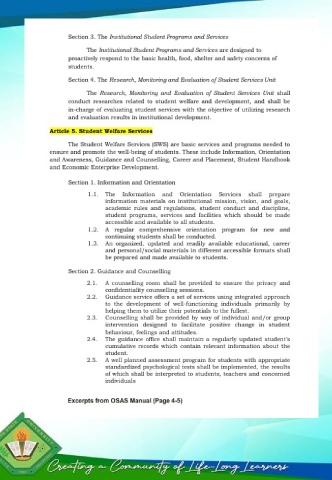 Section 3. The Institutional Student Programs and Services
The Institutional Student Programs and Services are designed to
proactively respond to the basic health, food, shelter and safety concerns of
students.
Section 4. The Research, Monitoring and Evaluation of Student Services Unit
The Research, Monitoring and Evaluation of Student Services Unit shall
conduct researches related to student welfare and development, and shall be
in-charge of evaluating student services with the objective of utilizing research
and evaluation results in institutional development.
Article 5. Student Welfare Services
The Student Welfare Services (SWS) are basic services and programs needed to
ensure and promote the well-being of students. These include Information, Orientation
and Awareness, Guidance and Counselling, Career and Placement, Student Handbook
and Economic Enterprise Development.
Section 1. Information and Orientation
1.1. The Information and Orientation Services shall prepare
information materials on institutional mission, vision, and goals,
academic rules and regulations, student conduct and discipline,
student programs, services and facilities which should be made
accessible and available to all students.
1.2. A regular comprehensive orientation program for new and
continuing students shall be conducted.
1.3. An organized, updated and readily available educational, career
and personal/social materials in different accessible formats shall
be prepared and made available to students.
Section 2. Guidance and Counselling
2.1. A counselling room shall be provided to ensure the privacy and
confidentiality counselling sessions.
2.2. Guidance service offers a set of services using integrated approach
to the development of well-functioning individuals primarily by
helping them to utilize their potentials to the fullest.
2.3. Counselling shall be provided by way of individual and/or group
intervention designed to facilitate positive change in student
behaviour, feelings and attitudes.
2.4. The guidance office shall maintain a regularly updated student's
cumulative records which contain relevant information about the
student.
2.5. A well planned assessment program for students with appropriate
standardized psychological tests shall be implemented, the results
of which shall be interpreted to students, teachers and concerned
individuals
Excerpts from OSAS Manual (Page 4-5)
Creating a Community of Life-Long Learners